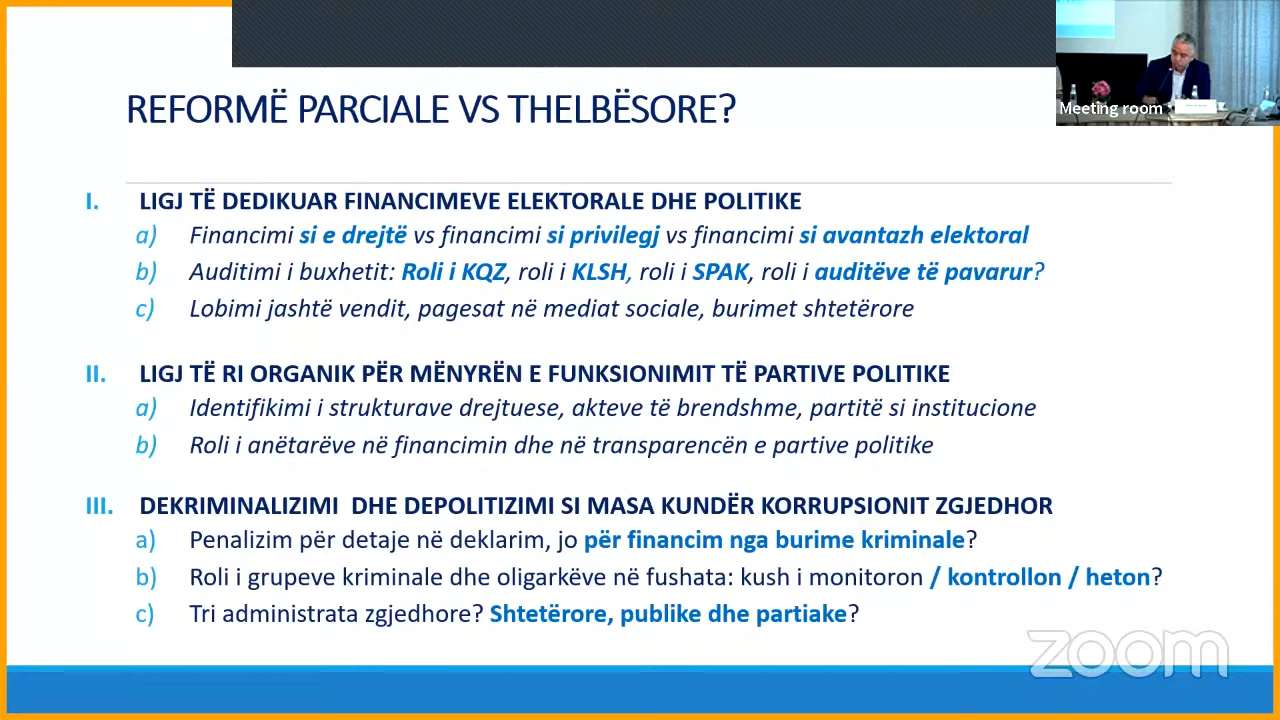 REFORMË PARCIALE VS THELBËSORE?
Meeting room
I. LIGJ TË DEDIKUAR FINANCIMEVE ELEKTORALE DHE POLITIKE
a) Financimi si e drejtë vs financimi si privilegj vs financimi si avantazh elektoral
b) Auditimi i buxhetit: Roli i KQZ, roli i KLSH, roli i SPAK, roli i auditëve të pavarur?
c) Lobimi jashtë vendit, pagesat në mediat sociale, burimet shtetërore
II. LIGJ TË RI ORGANIK PËR MËNYRËN E FUNKSIONIMIT TË PARTIVE POLITIKE
a) Identifikimi i strukturave drejtuese, akteve të brendshme, partitë si institucione
b) Roli i anëtarëve në financimin dhe në transparencën e partive politike
III. DEKRIMINALIZIMI DHE DEPOLITIZIMI SI MASA KUNDËR KORRUPSIONIT ZGJEDHOR
a) Penalizim për detaje në deklarim, jo për financim nga burime kriminale?
b) Roli i grupeve kriminale dhe oligarkëve në fushata: kush i monitoron / kontrollon / heton?
c) Tri administrata zgjedhore? Shtetërore, publike dhe partiake?
zoom